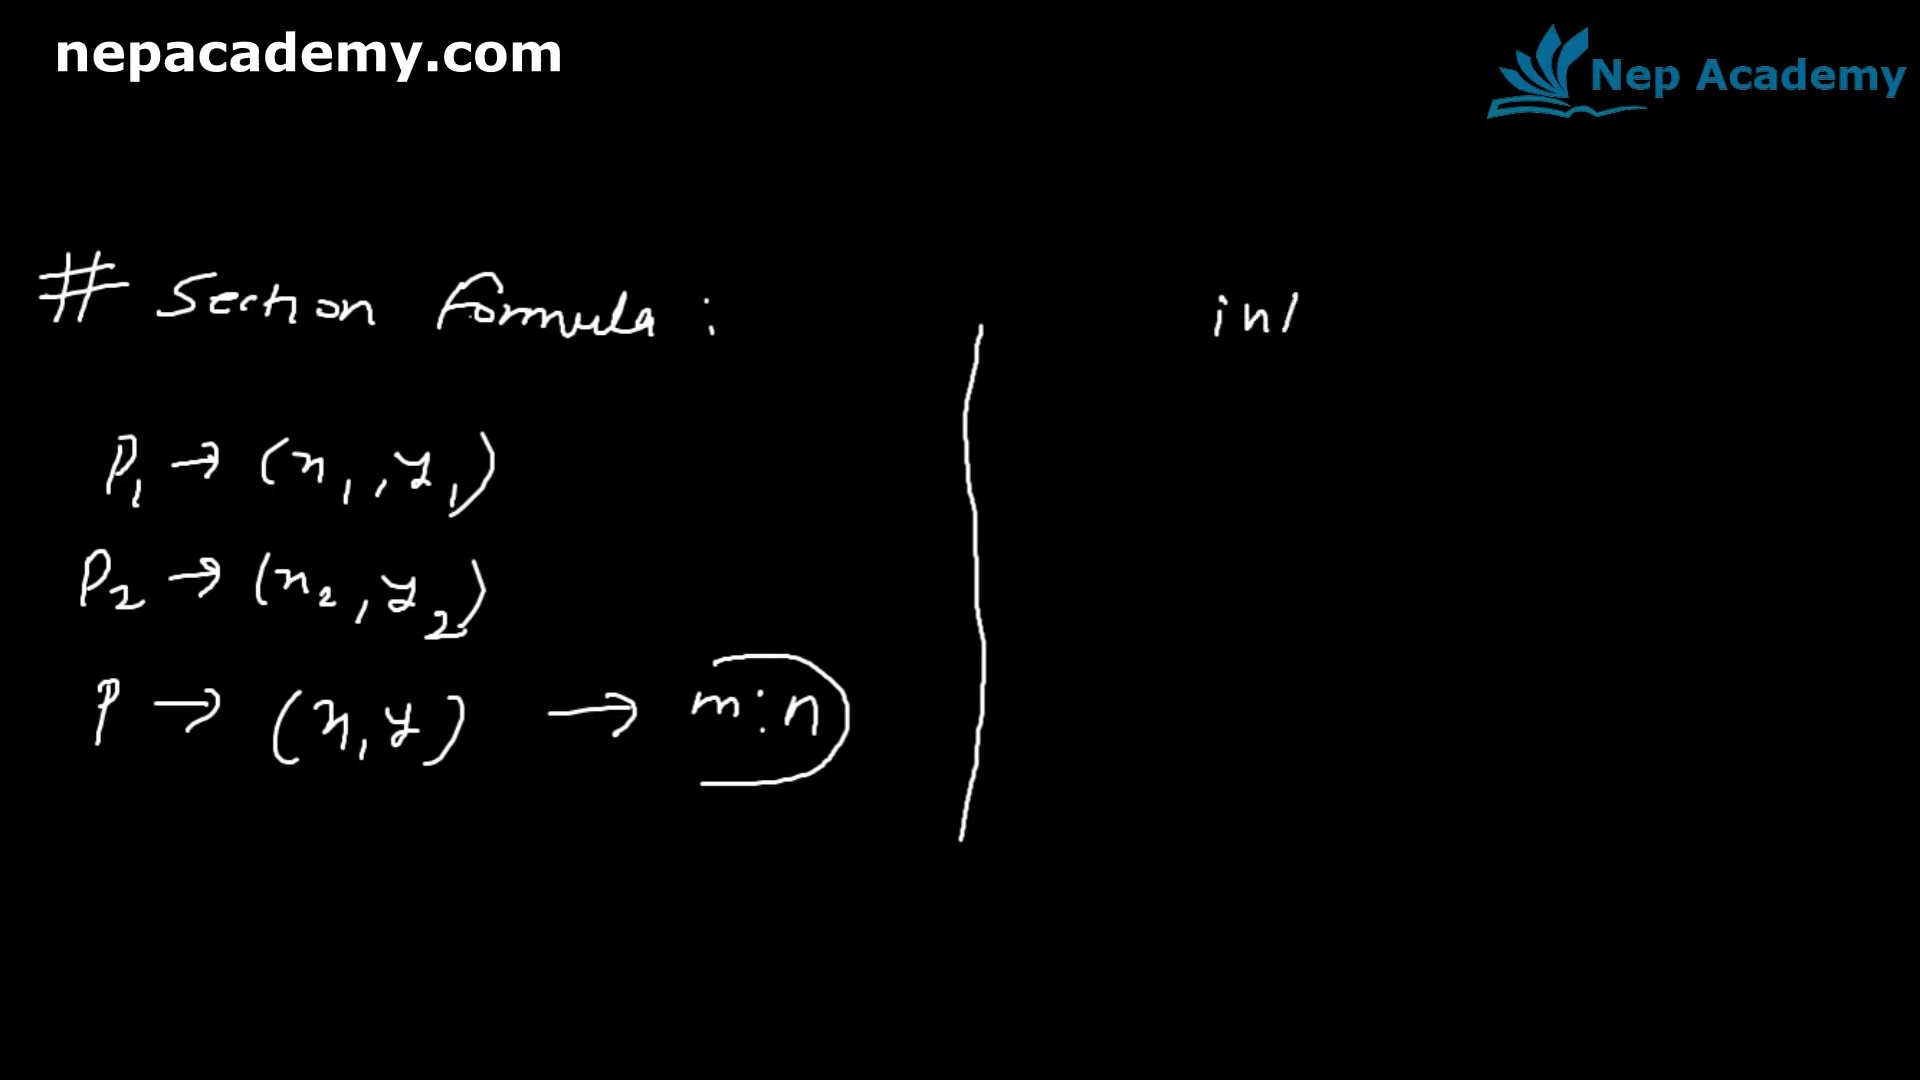 nepacademy.com
Nep Academy
# Section Formula :
P₁ → (x₁, y₁)
P₂ → (x₂, y₂)
P → (x, y) → m:n
in